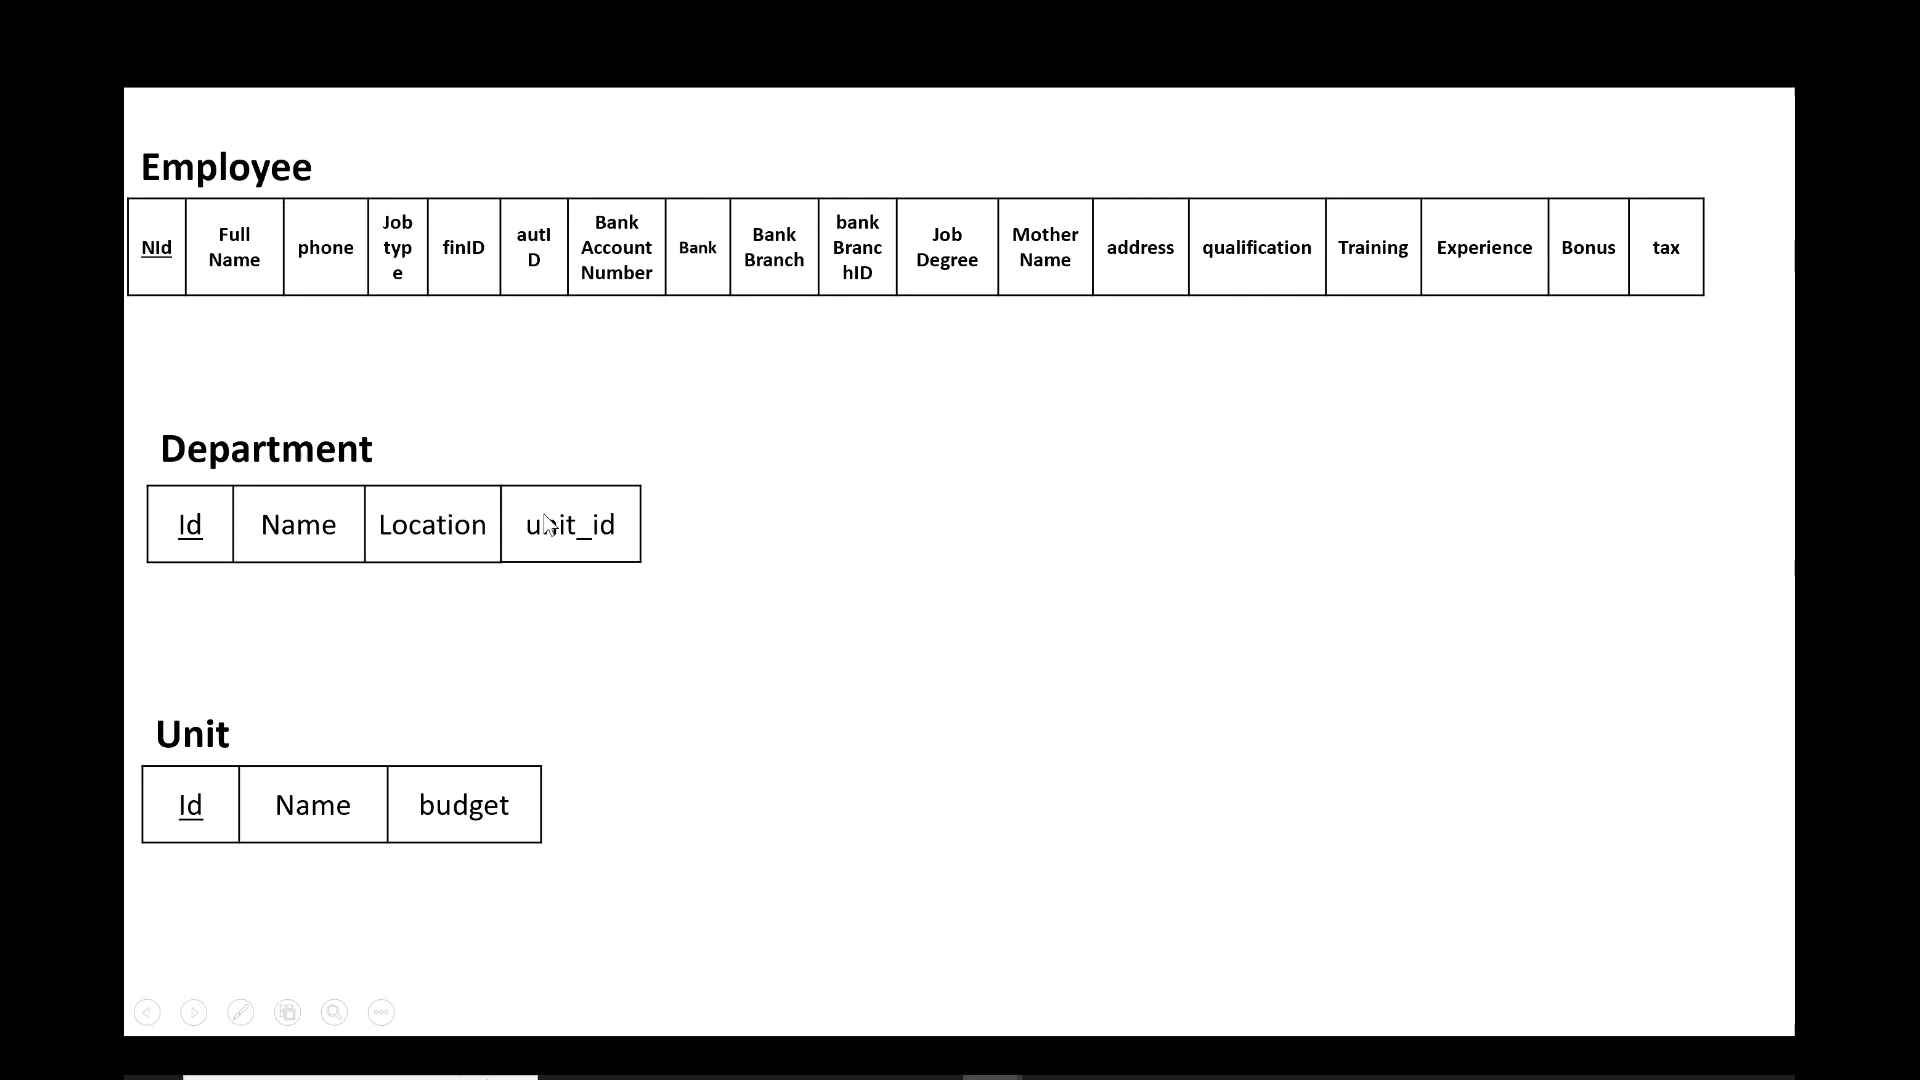 Employee
NId
Full
Name
phone
Job
typ
e
finID
autI
D
Bank
Account
Number
Bank
Bank
Branch
bank
Branc
hID
Job
Degree
Mother
Name
address
qualification
Training
Experience
Bonus
tax
Department
Id
Name
Location
unit_id
Unit
Id
Name
budget